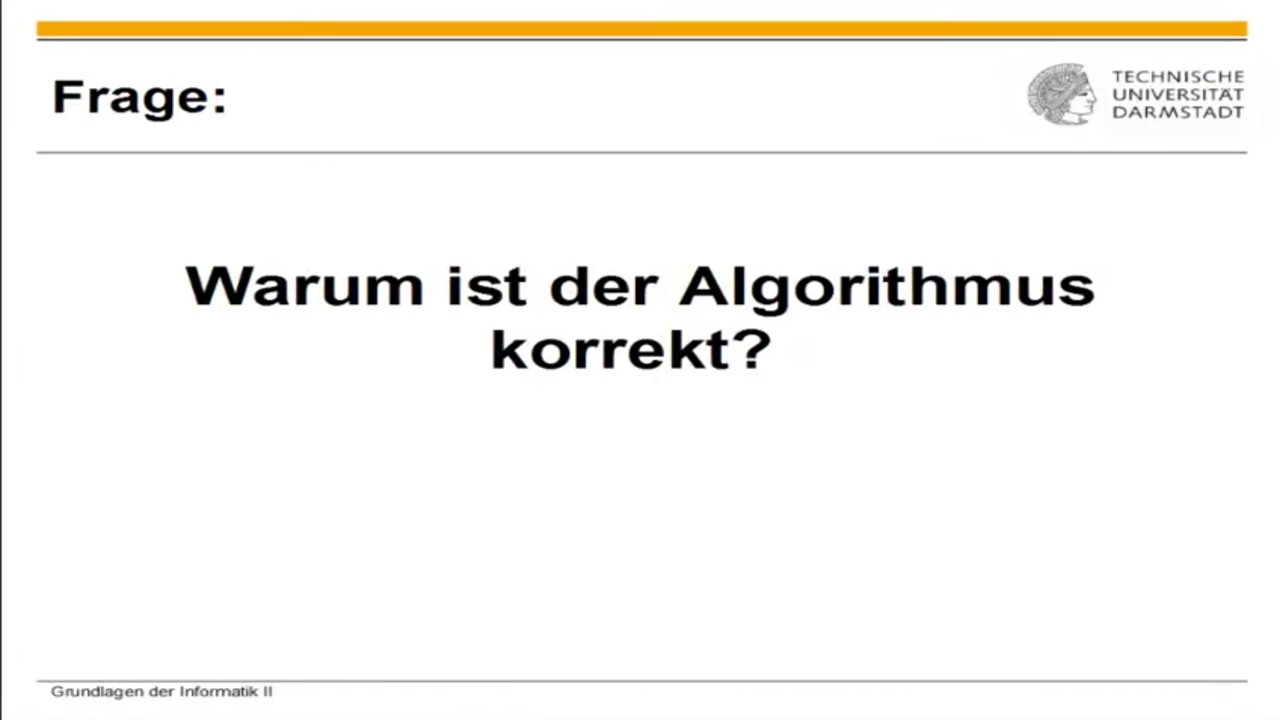 Frage:
TECHNISCHE
UNIVERSITÄT
DARMSTADT
Warum ist der Algorithmus
korrekt?
Grundlagen der Informatik II